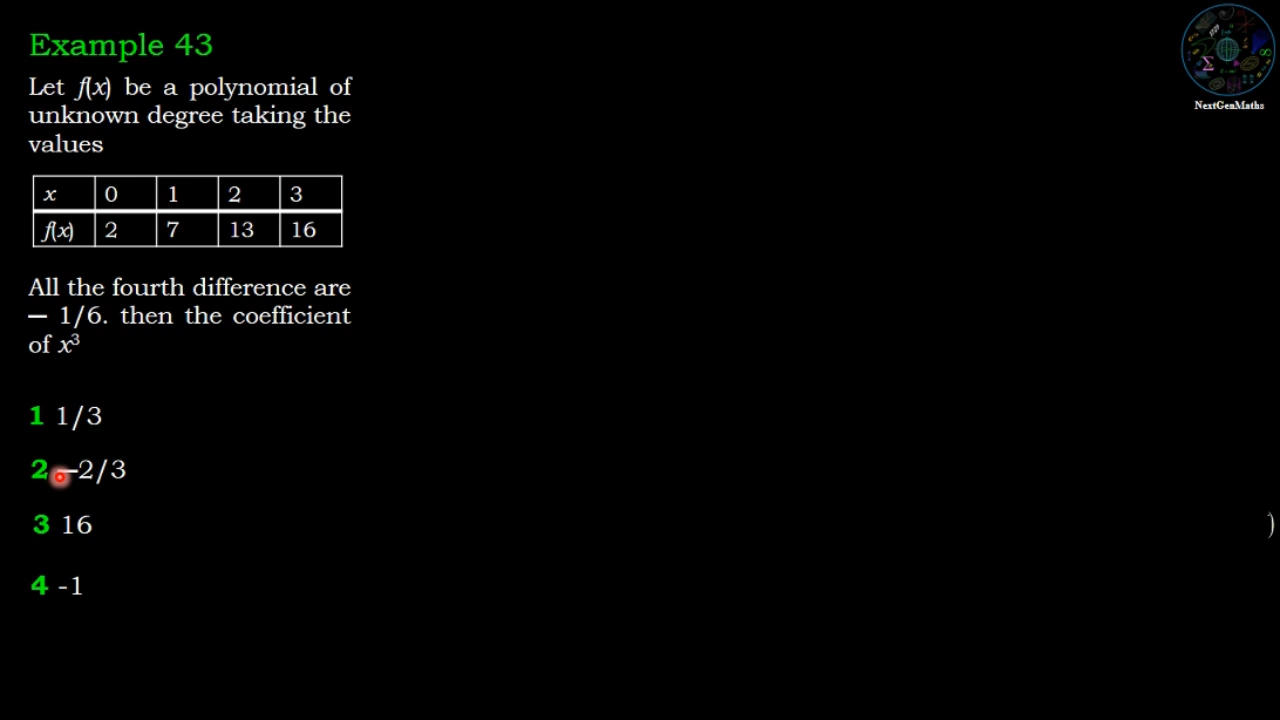 Example 43
Let f(x) be a polynomial of
unknown degree taking the
values
x 0 1 2 3
f(x) 2 7 13 16
All the fourth difference are
— 1/6. then the coefficient
of x³
1 1/3
2 —2/3
3 16
)
4 -1
NextGenMaths